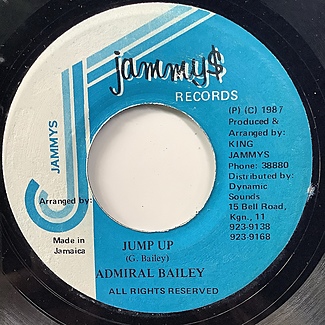 jammy$
RECORDS
JAMMYS
(P) (C) 1987
Produced &
Arranged by:
KING
JAMMYS
Phone: 38880
Distributed by:
Dynamic
Sounds
15 Bell Road,
Kgn., 11
923-9138
923-9168
Arranged by:
Made in
Jamaica
JUMP UP
(G. Bailey)
ADMIRAL BAILEY
ALL RIGHTS RESERVED